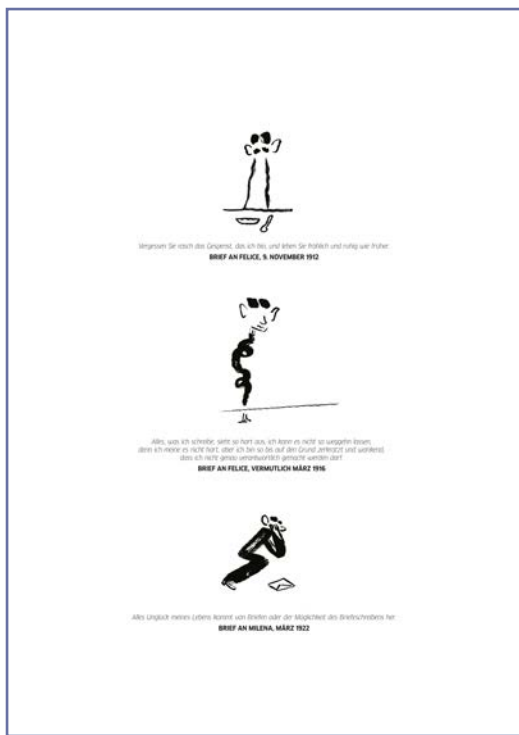 Vergessen Sie rasch das Gespenst, das ich bin, und leben Sie fröhlich und ruhig wie früher.
BRIEF AN FELICE, 9. NOVEMBER 1912
Alles, was ich schreibe, sieht so hart aus, ich kann es nicht so weggehn lassen,
denn ich meine es nicht hart, aber ich bin so bis auf den Grund zerkratzt und wankend,
dass ich nicht genau verantwortlich gemacht werden darf.
BRIEF AN FELICE, VERMUTLICH MÄRZ 1916
Alles Unglück meines Lebens kommt von Briefen oder der Möglichkeit des Briefeschreibens her.
BRIEF AN MILENA, MÄRZ 1922